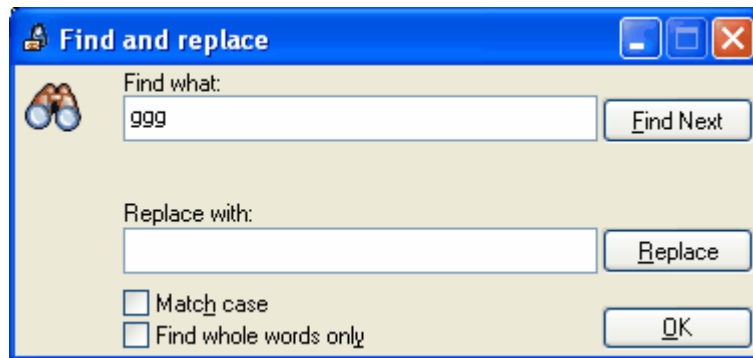 Find and replace
Find what:
ggg
Find Next
Replace with:
Replace
Match case
Find whole words only
OK